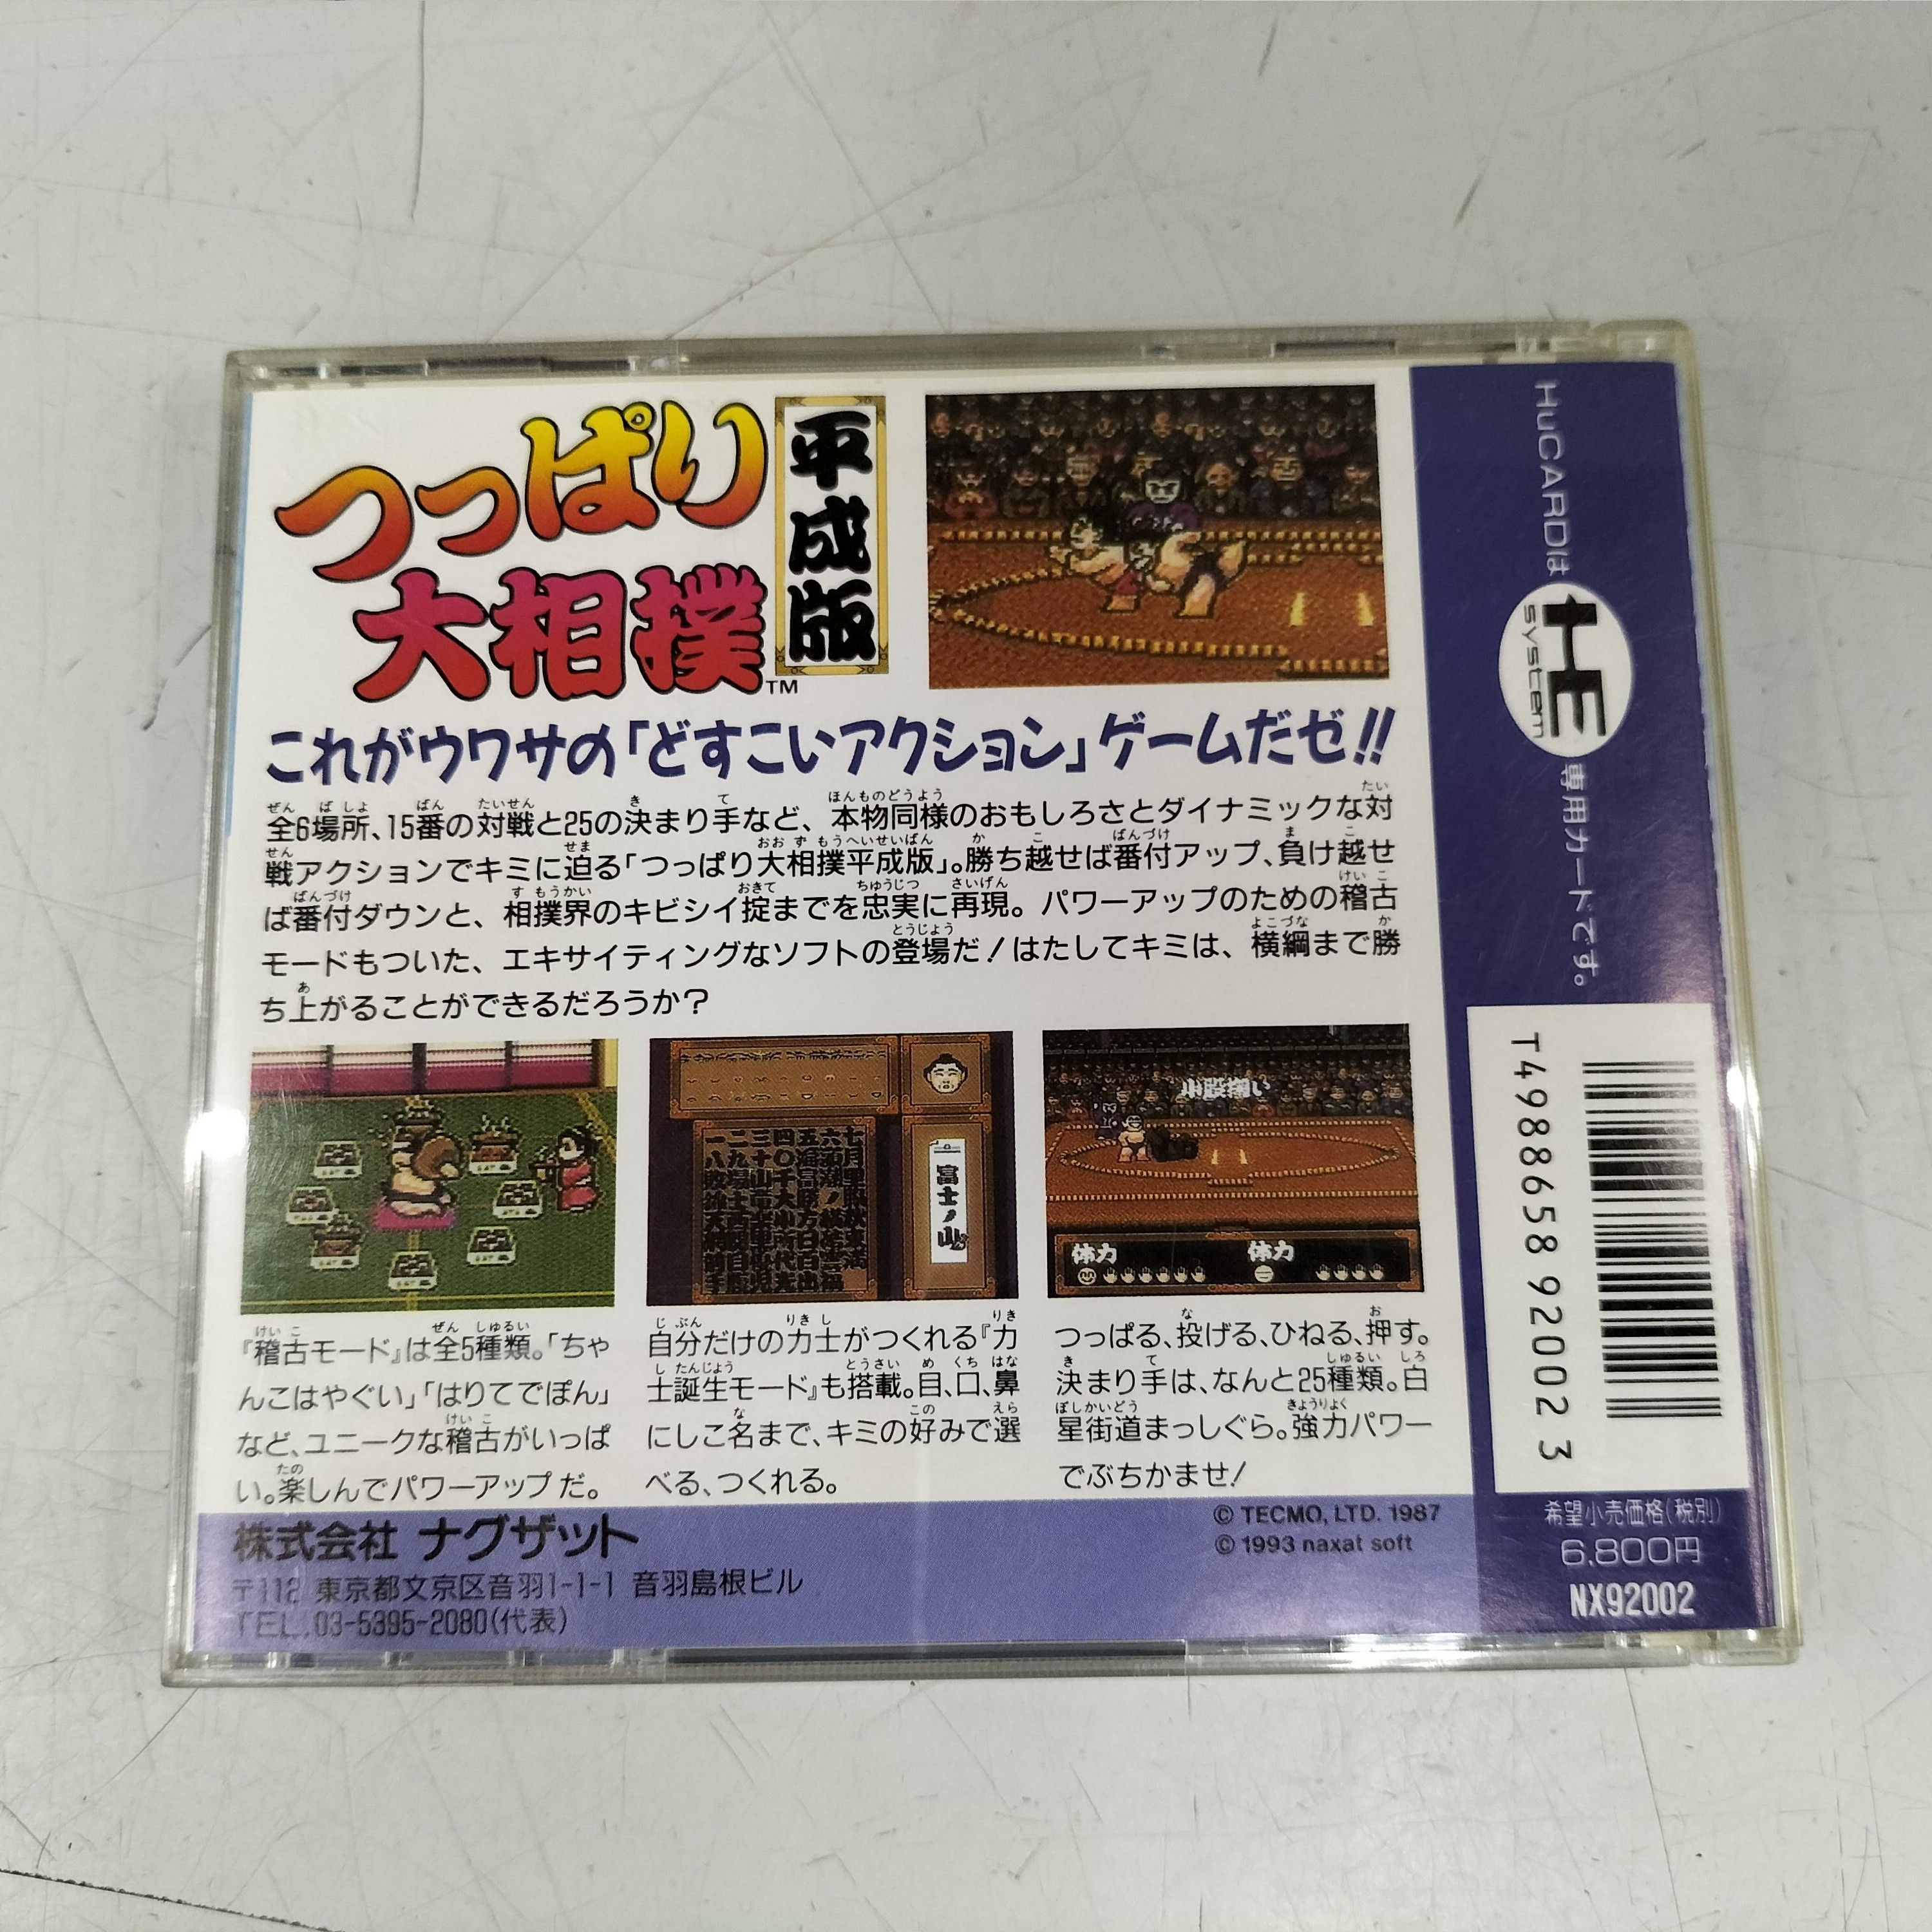 つっぱり
大相撲
平成版
TM
これがウワサの「どすこいアクション」ゲームだゼ!!
全6場所、15番の対戦と25の決まり手など、本物同様のおもしろさとダイナミックな対
戦アクションでキミに迫る「つっぱり大相撲平成版」。勝ち越せば番付アップ、負け越せ
ば番付ダウンと、相撲界のキビシイ掟までを忠実に再現。パワーアップのための稽古
モードもついた、エキサイティングなソフトの登場だ!はたしてキミは、横綱まで勝
ち上がることができるだろうか?
富士ノ山
小股掬い
体力
体力
『稽古モード』は全5種類。「ちゃ
んこはやぐい」「はりてでぽん」
など、ユニークな稽古がいっぱ
い。楽しんでパワーアップだ。
自分だけの力士がつくれる『力
士誕生モード』も搭載。目、口、鼻
にしこ名まで、キミの好みで選
べる、つくれる。
つっぱる、投げる、ひねる、押す。
決まり手は、なんと25種類。白
星街道まっしぐら。強力パワー
でぶちかませ!
株式会社 ナグザット
〒112 東京都文京区音羽1-1-1 音羽島根ビル
TEL.03-5395-2080(代表)
© TECMO, LTD. 1987
© 1993 naxat soft
HuCARDは
HE
system
専用カードです。
T4988658 92002 3
希望小売価格(税別)
6,800円
NX92002